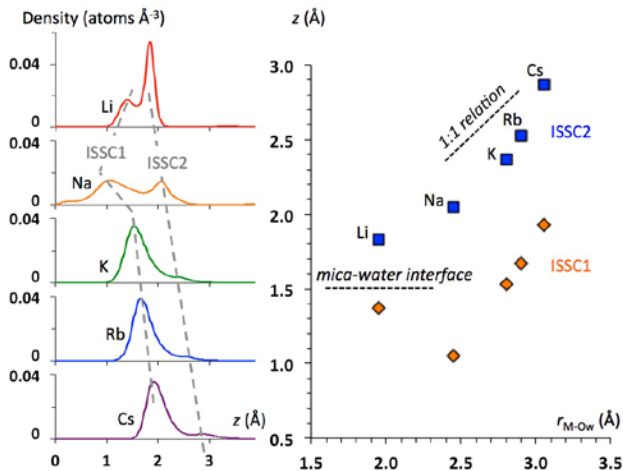 Density (atoms Å⁻³)
0.04
0
Li
ISSC1
ISSC2
0.04
Na
0
0.04
K
0
0.04
Rb
0
0.04
Cs
z (Å)
0
0 1 2 3
z (Å)
3.0
2.5
2.0
1.5
1.0
0.5
1.5 2.0 2.5 3.0 3.5
r M-Ow (Å)
Cs
1:1 relation
Rb
ISSC2
K
Na
Li
mica-water interface
ISSC1